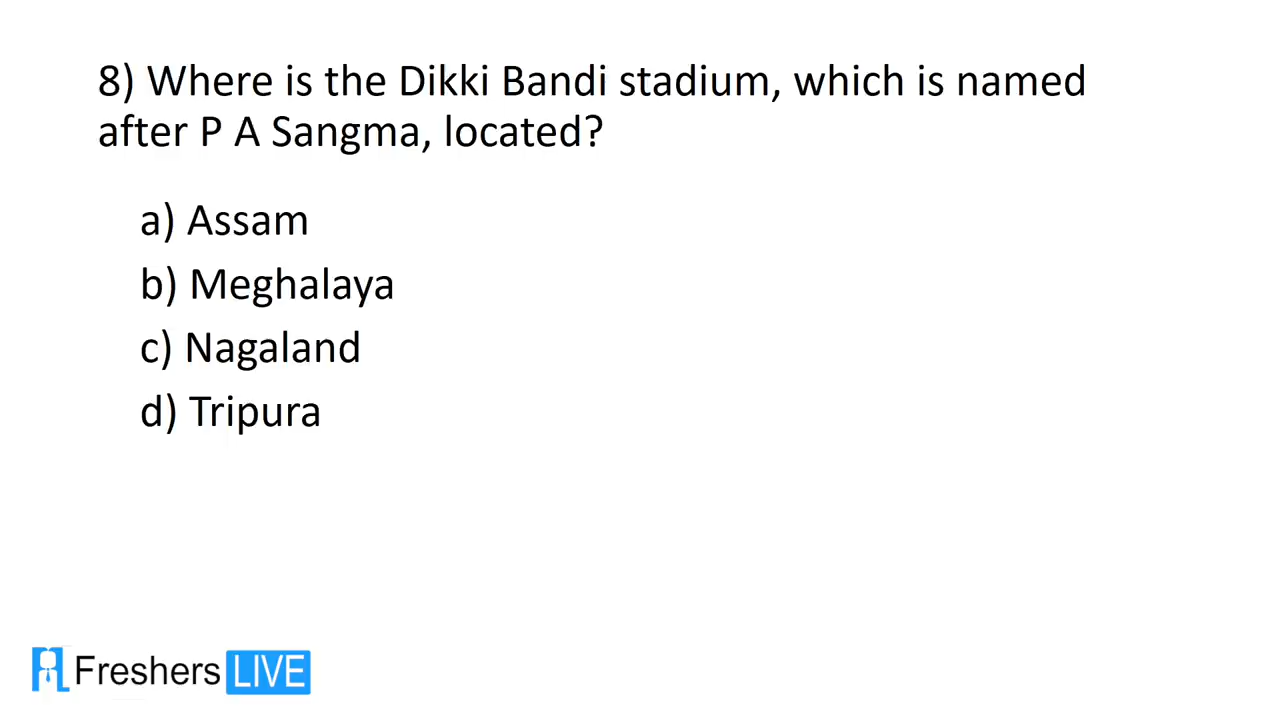 8) Where is the Dikki Bandi stadium, which is named
after P A Sangma, located?
a) Assam
b) Meghalaya
c) Nagaland
d) Tripura
Freshers LIVE